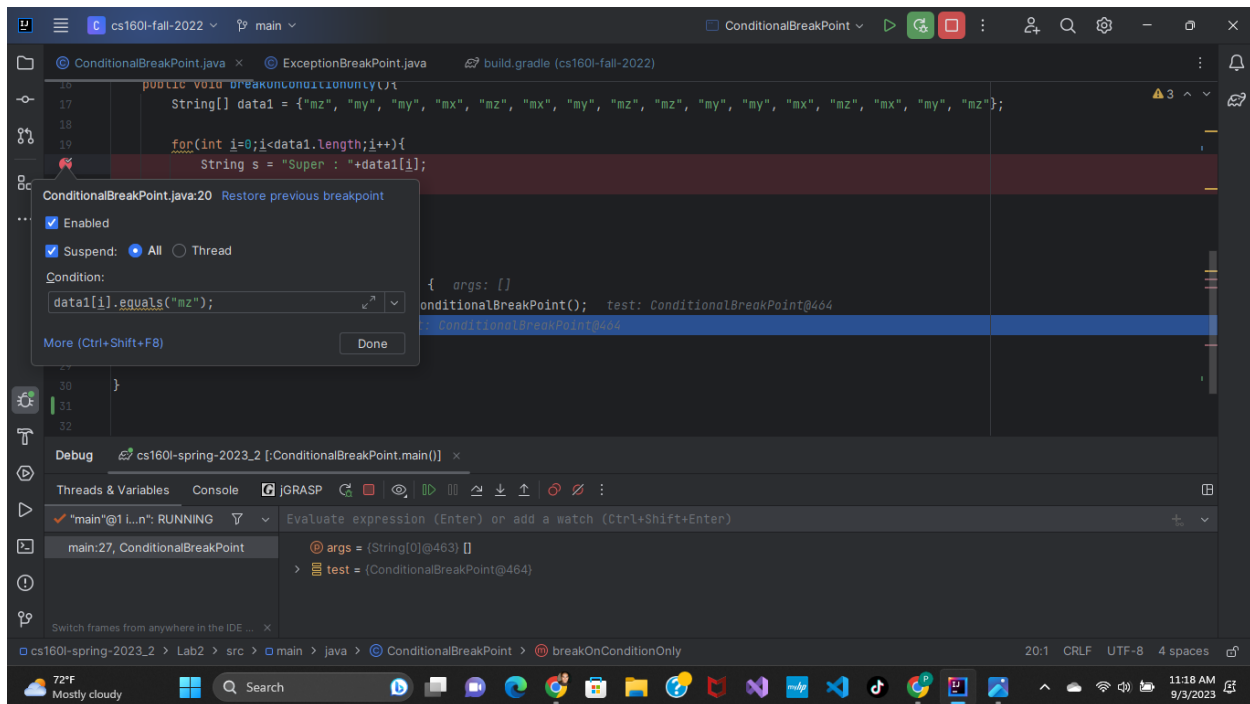 C cs160l-fall-2022 main ConditionalBreakPoint
ConditionalBreakPoint.java × ExceptionBreakPoint.java build.gradle (cs160l-fall-2022)
16 public void breakOnConditionOnly(){
17 String[] data1 = {"mz", "my", "my", "mx", "mz", "mx", "my", "mz", "mz", "my", "my", "mx", "mz", "mx", "my", "mz"};
3
18
19 for(int i=0;i<data1.length;i++){
String s = "Super : "+data1[i];
ConditionalBreakPoint.java:20 Restore previous breakpoint
Enabled
Suspend: All Thread
Condition:
data1[i].equals("mz");
More (Ctrl+Shift+F8) Done
{ args: []
onditionalBreakPoint(); test: ConditionalBreakPoint@464
t: ConditionalBreakPoint@464
29
30 }
31
32
Debug cs160l-spring-2023_2 [:ConditionalBreakPoint.main()] ×
Threads & Variables Console jGRASP
"main"@1 i...n": RUNNING Evaluate expression (Enter) or add a watch (Ctrl+Shift+Enter)
main:27, ConditionalBreakPoint
args = {String[0]@463} []
test = {ConditionalBreakPoint@464}
Switch frames from anywhere in the IDE ... ×
cs160l-spring-2023_2 > Lab2 > src > main > java > ConditionalBreakPoint > breakOnConditionOnly 20:1 CRLF UTF-8 4 spaces
72°F
Mostly cloudy
Search
11:18 AM
9/3/2023